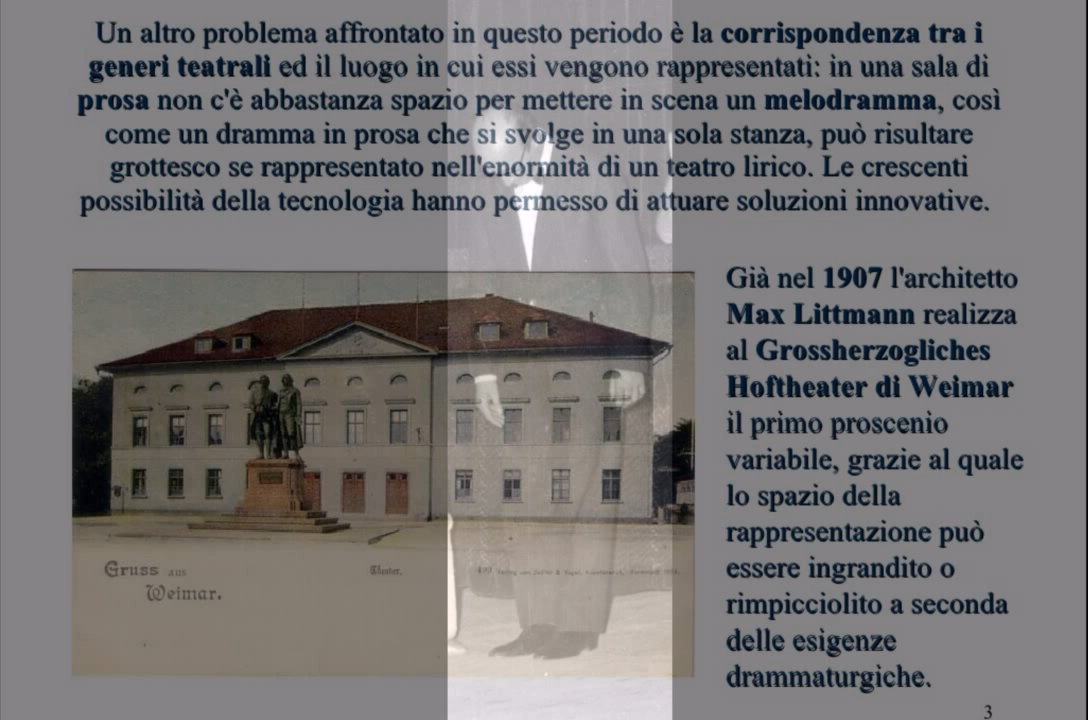 Un altro problema affrontato in questo periodo è la corrispondenza tra i
generi teatrali ed il luogo in cui essi vengono rappresentati: in una sala di
prosa non c'è abbastanza spazio per mettere in scena un melodramma, così
come un dramma in prosa che si svolge in una sola stanza, può risultare
grottesco se rappresentato nell'enormità di un teatro lirico. Le crescenti
possibilità della tecnologia hanno permesso di attuare soluzioni innovative.
Già nel 1907 l'architetto
Max Littmann realizza
al Grossherzogliches
Hoftheater di Weimar
il primo proscenio
variabile, grazie al quale
lo spazio della
rappresentazione può
essere ingrandito o
rimpicciolito a seconda
delle esigenze
drammaturgiche.
Gruss aus
Weimar.
Theater.
3